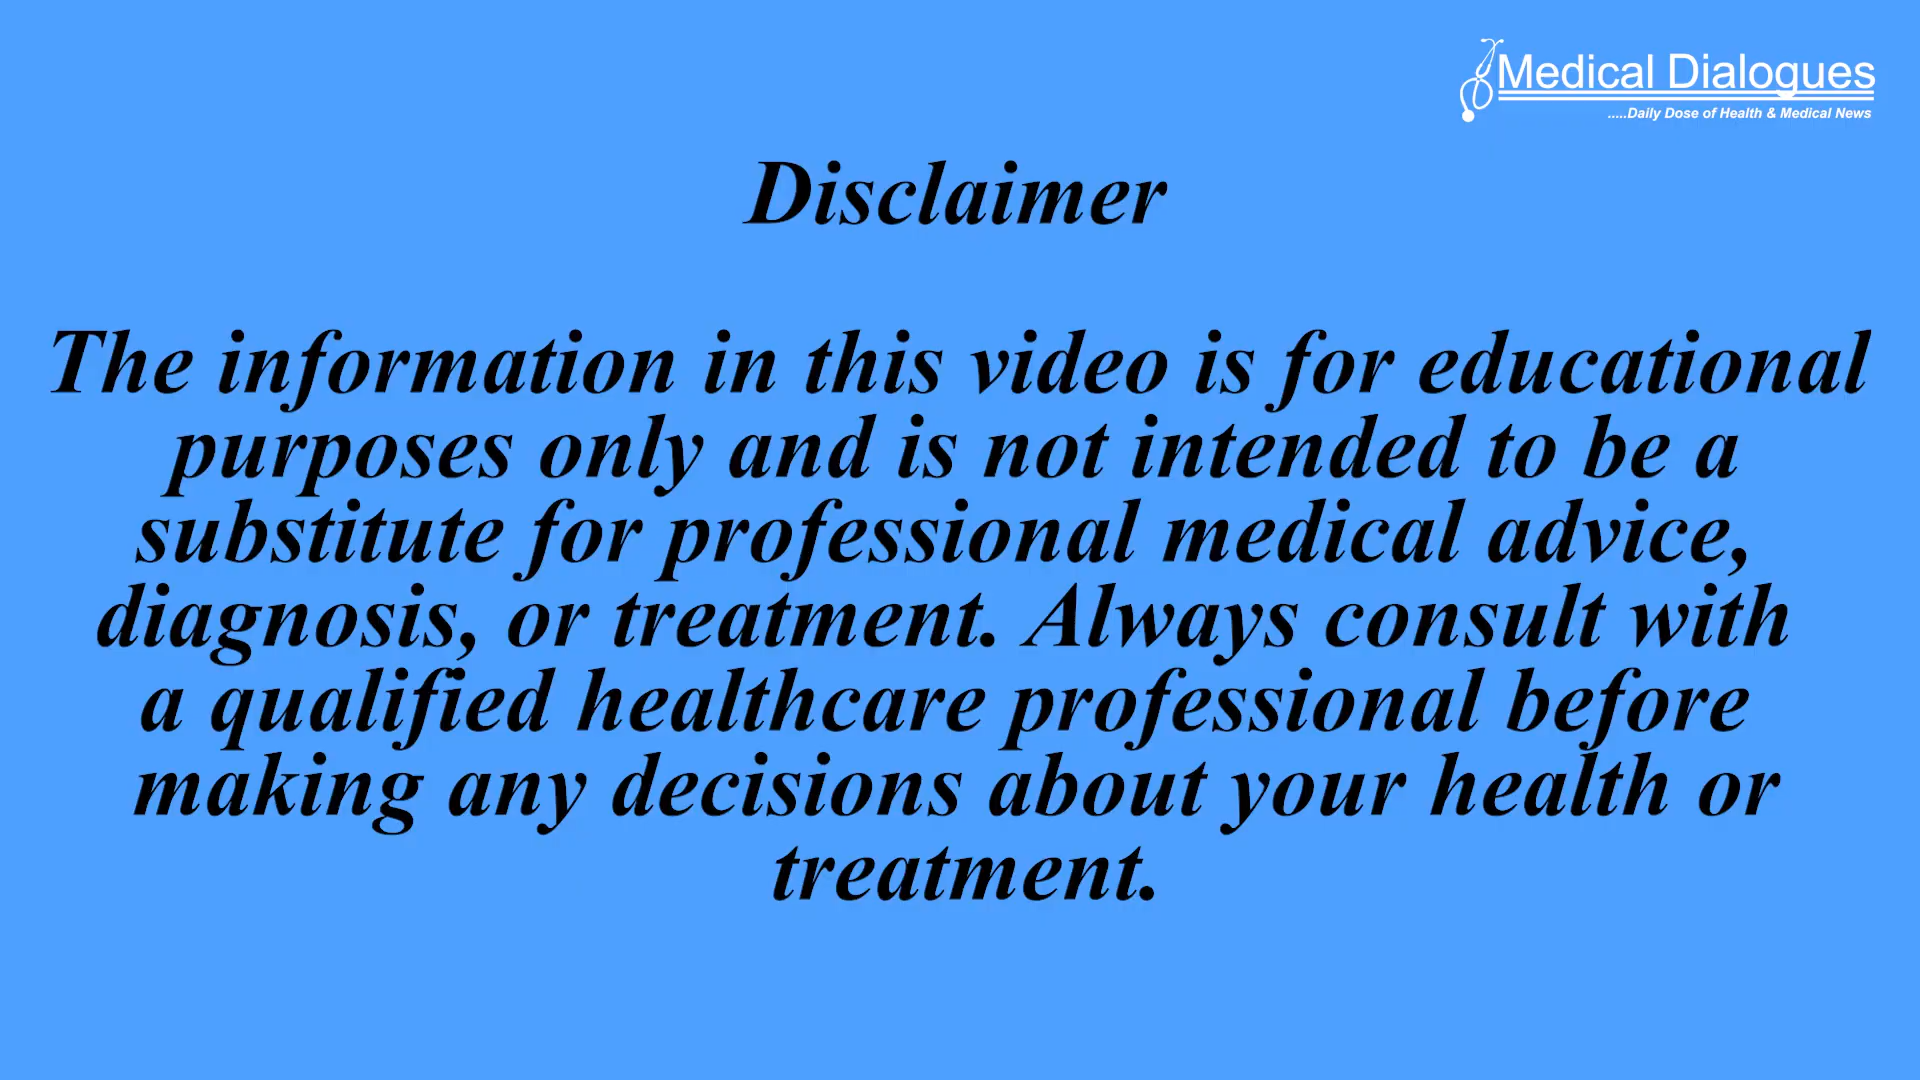 Medical Dialogues
.....Daily Dose of Health & Medical News
Disclaimer
The information in this video is for educational
purposes only and is not intended to be a
substitute for professional medical advice,
diagnosis, or treatment. Always consult with
a qualified healthcare professional before
making any decisions about your health or
treatment.